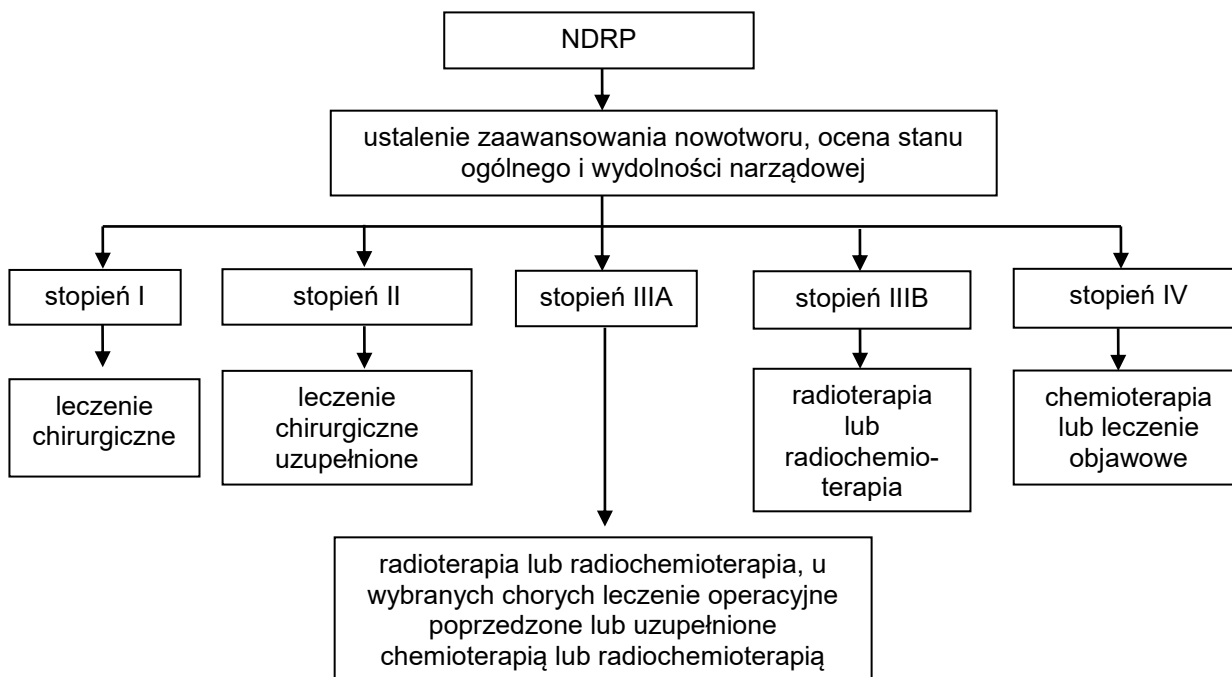 NDRP
ustalenie zaawansowania nowotworu, ocena stanu
ogólnego i wydolności narządowej
stopień I
stopień II
stopień IIIA
stopień IIIB
stopień IV
leczenie
chirurgiczne
leczenie
chirurgiczne
uzupełnione
radioterapia
lub
radiochemio-
terapia
chemioterapia
lub leczenie
objawowe
radioterapia lub radiochemioterapia, u
wybranych chorych leczenie operacyjne
poprzedzone lub uzupełnione
chemioterapią lub radiochemioterapią